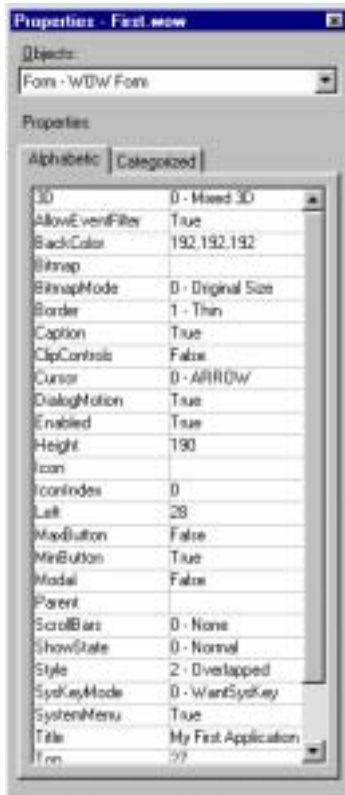 Properties - First.wow
Objects:
Form - WOW Form
Properties
Alphabetic Categorized
3D 0 - Mixed 3D
AllowEventFilter True
BackColor 192,192,192
Bitmap
BitmapMode 0 - Original Size
Border 1 - Thin
Caption True
ClipControls False
Cursor 0 - ARROW
DialogMotion True
Enabled True
Height 190
Icon
IconIndex 0
Left 28
MaxButton False
MinButton True
Modal False
Parent
ScrollBars 0 - None
ShowState 0 - Normal
Style 2 - Overlapped
SysKeyMode 0 - WantSysKey
SystemMenu True
Title My First Application
Top